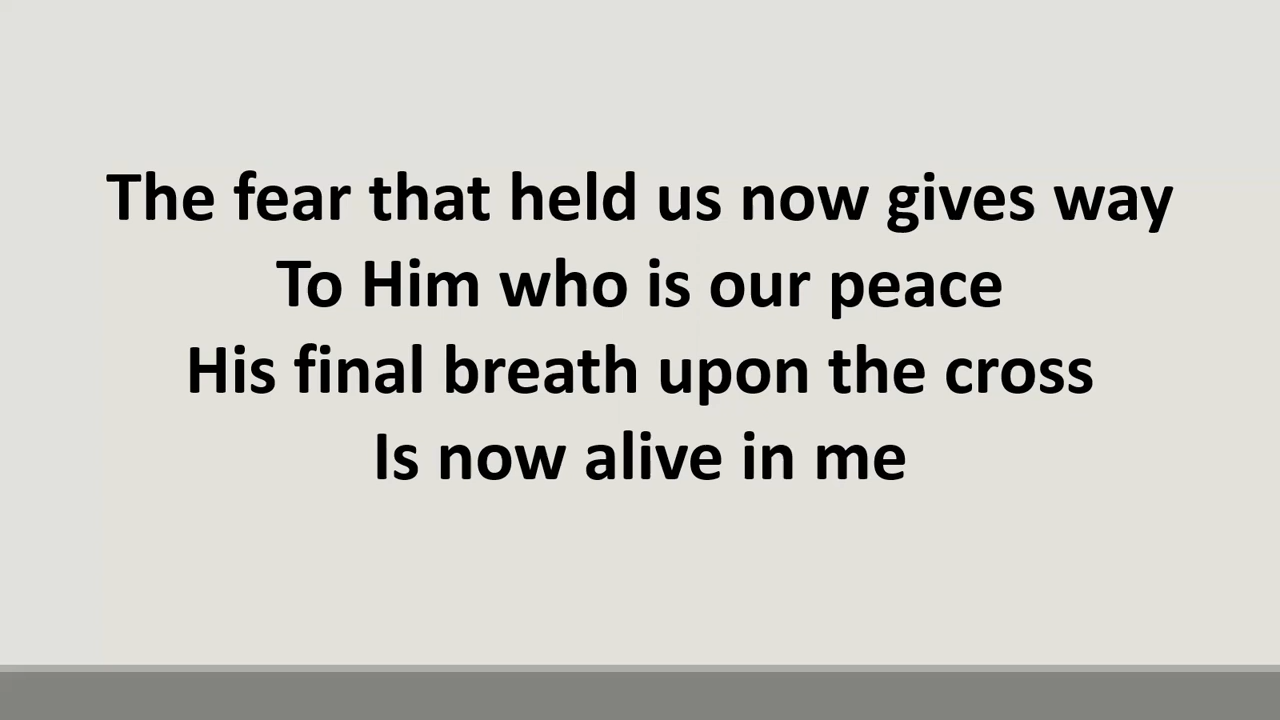 The fear that held us now gives way
To Him who is our peace
His final breath upon the cross
Is now alive in me